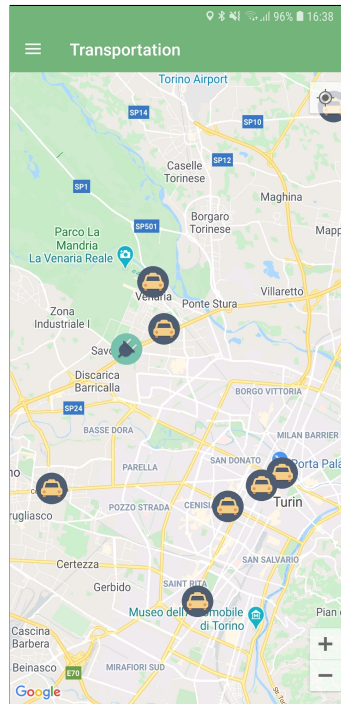 96% 16:38
Transportation
Torino Airport
SP14
SP10
Caselle
Torinese
SP12
SP1
Maghina
Borgaro
Torinese
SP501
Parco La
Mandria
La Venaria Reale
Mapp
Venaria
Ponte Stura
Villaretto
Zona
Industriale I
Savo
Discarica
Barricalla
BORGO VITTORIA
SP24
BASSE DORA
MILAN BARRIER
PARELLA
SAN DONATO
Porta Pala
no
rugliasco
POZZO STRADA
CENISI
Turin
SAN SALVARIO
Certezza
Gerbido
SAINT RITA
Museo dell'Automobile
di Torino
Pian
Cascina
Barbera
+
Beinasco
E70
MIRAFIORI SUD
−
Google